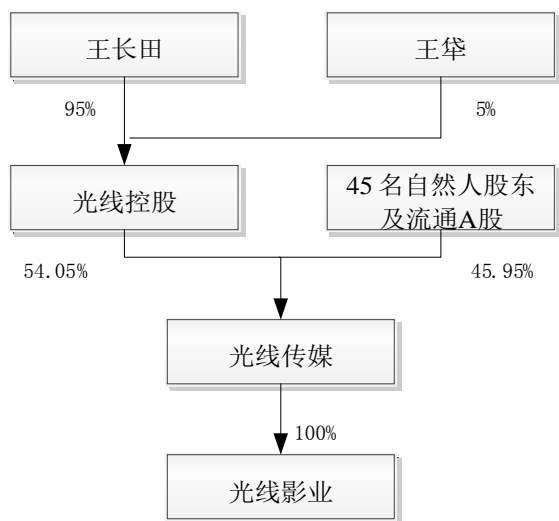 王长田
王牮
95%
5%
光线控股
45 名自然人股东
及流通A股
54.05%
45.95%
光线传媒
100%
光线影业